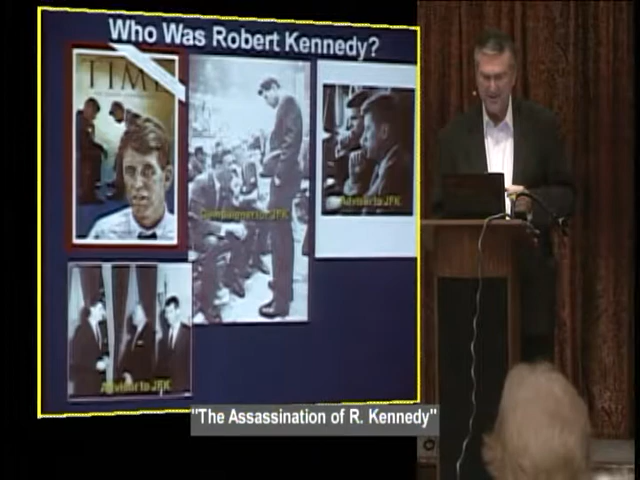 Who Was Robert Kennedy?
TIME
Campaigner for JFK
Advisor to JFK
Advisor to JFK
"The Assassination of R. Kennedy"